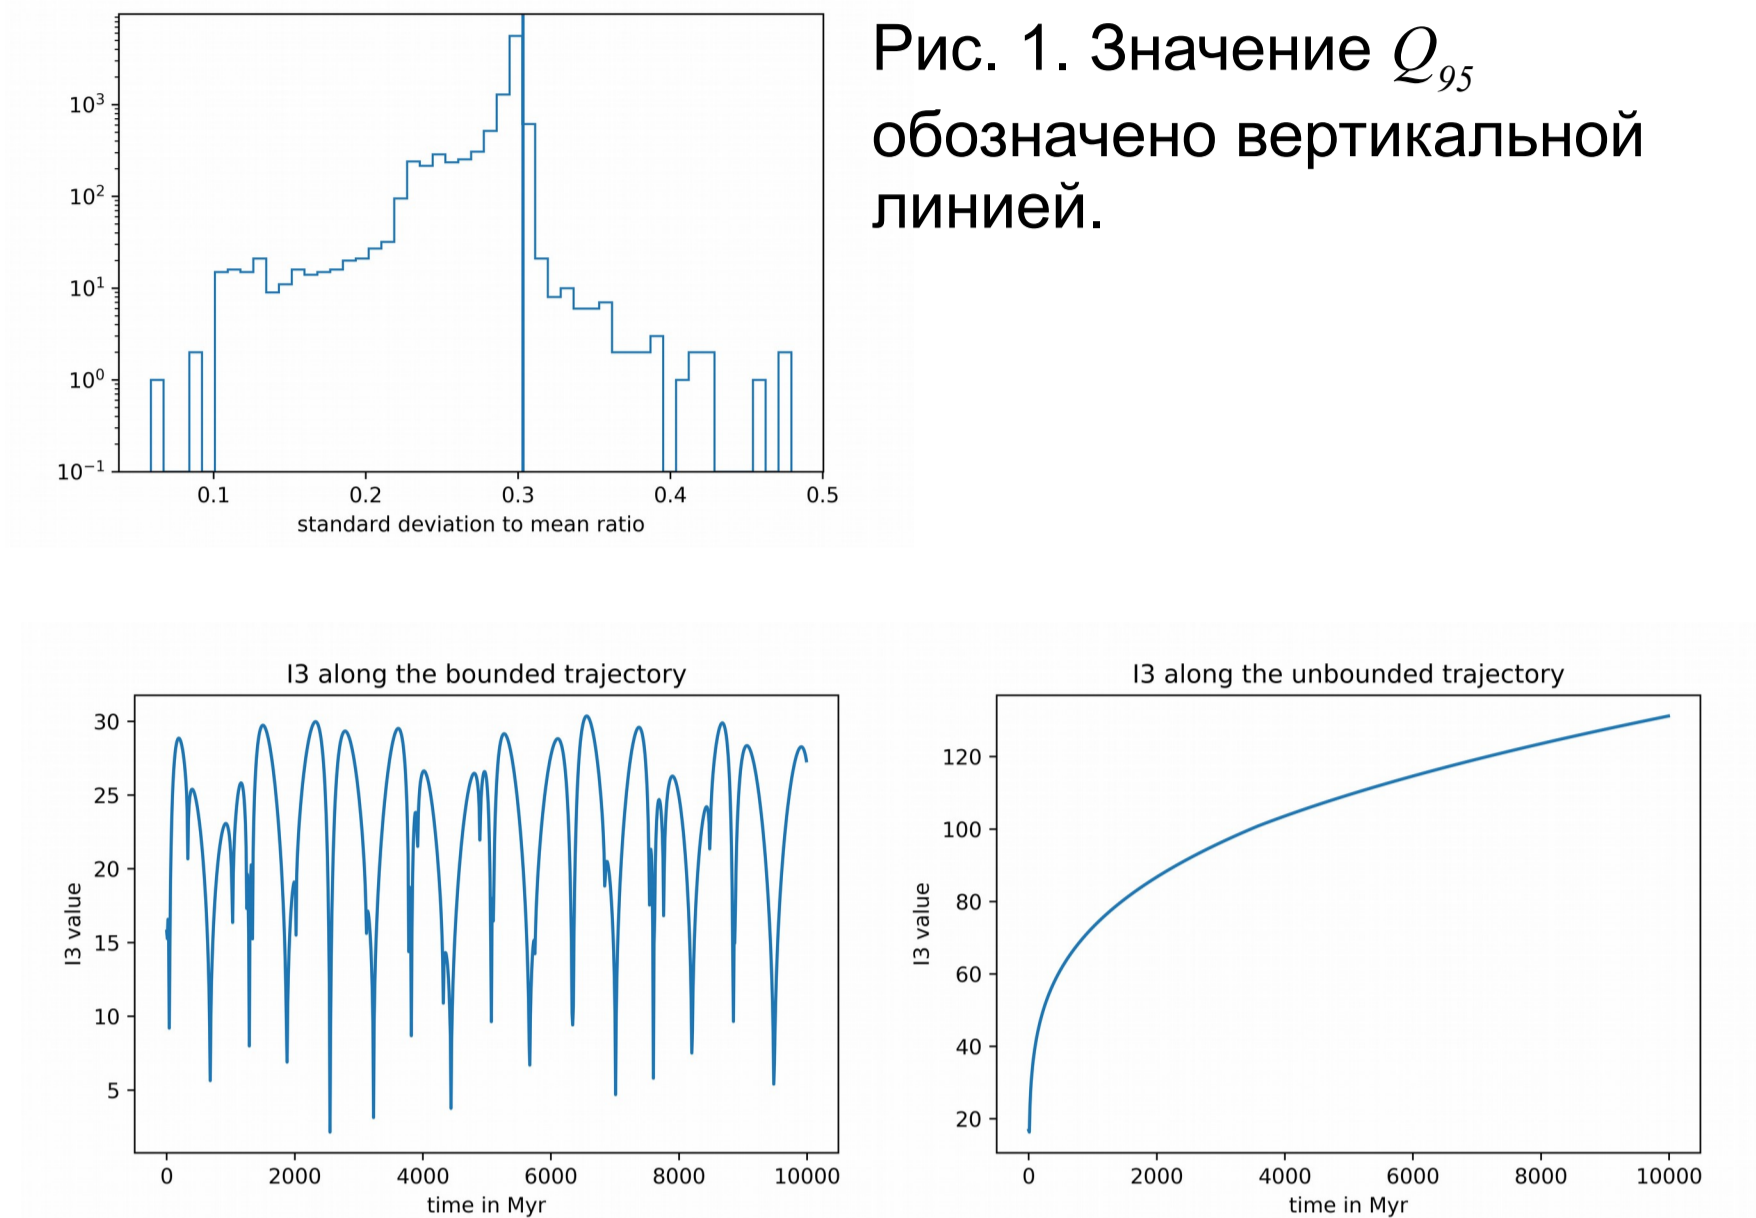 Рис. 1. Значение Q₉₅
обозначено вертикальной
линией.
10³
10²
10¹
10⁰
10⁻¹
0.1 0.2 0.3 0.4 0.5
standard deviation to mean ratio
I3 along the bounded trajectory
30
25
20
15
10
5
I3 value
0 2000 4000 6000 8000 10000
time in Myr
I3 along the unbounded trajectory
120
100
80
60
40
20
I3 value
0 2000 4000 6000 8000 10000
time in Myr